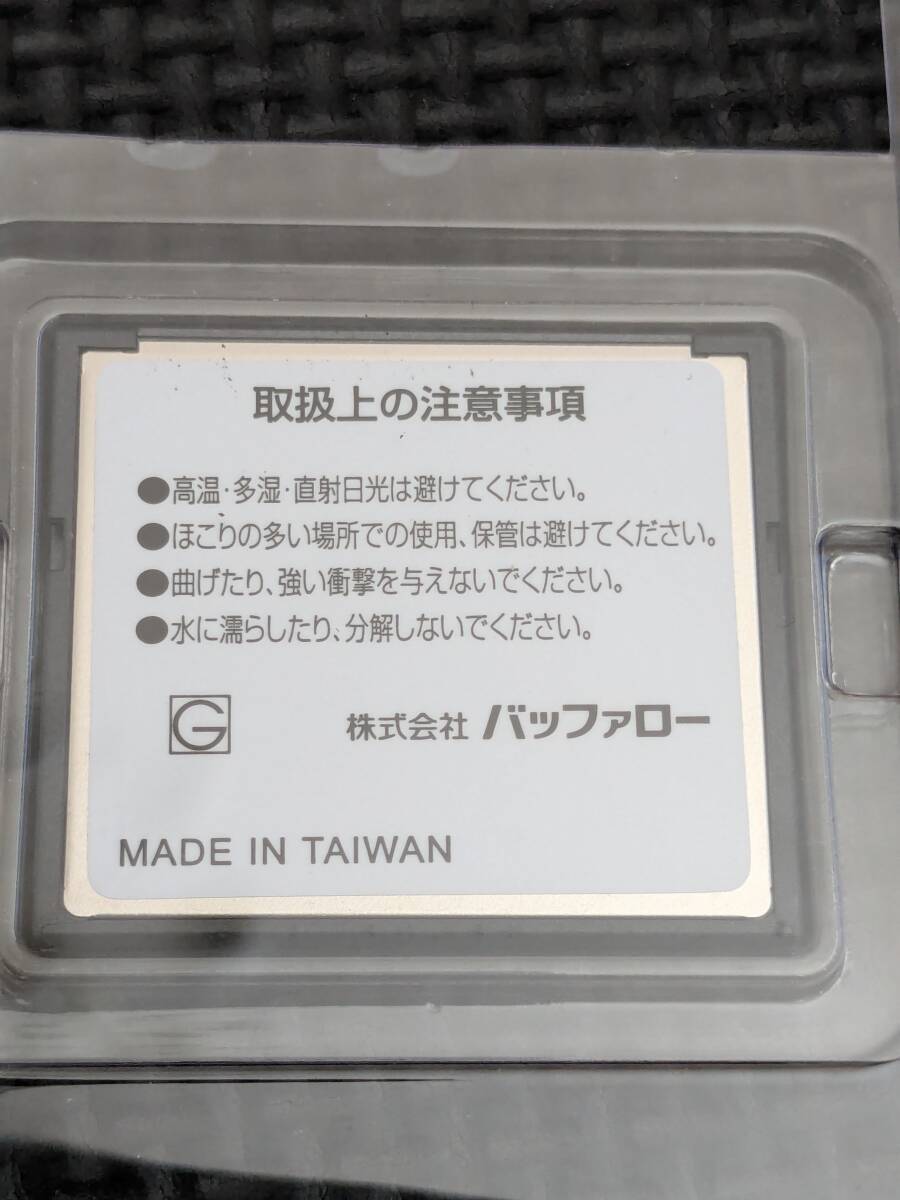 取扱上の注意事項
●高温・多湿・直射日光は避けてください。
●ほこりの多い場所での使用、保管は避けてください。
●曲げたり、強い衝撃を与えないでください。
●水に濡らしたり、分解しないでください。
G
株式会社 バッファロー
MADE IN TAIWAN